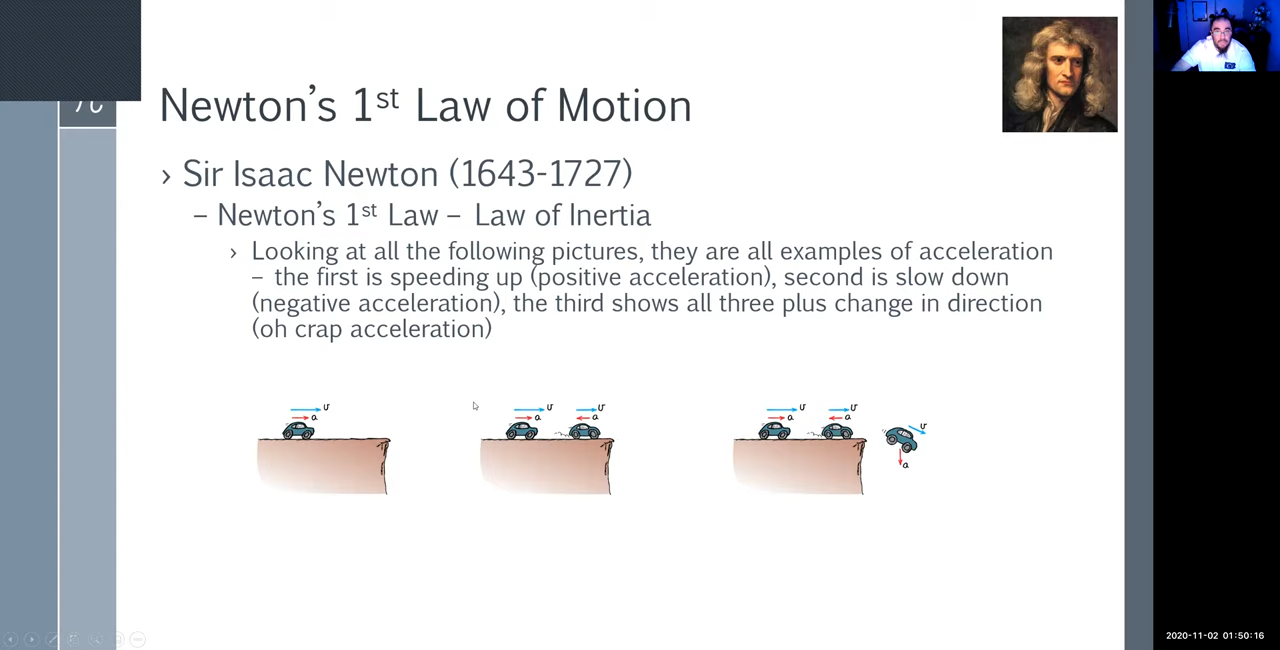 Newton’s 1st Law of Motion
› Sir Isaac Newton (1643-1727)
– Newton’s 1st Law – Law of Inertia
› Looking at all the following pictures, they are all examples of acceleration
– the first is speeding up (positive acceleration), second is slow down
(negative acceleration), the third shows all three plus change in direction
(oh crap acceleration)
v
a
v
a
v
a
v
a
v
a
v
a
2020-11-02 01:50:16